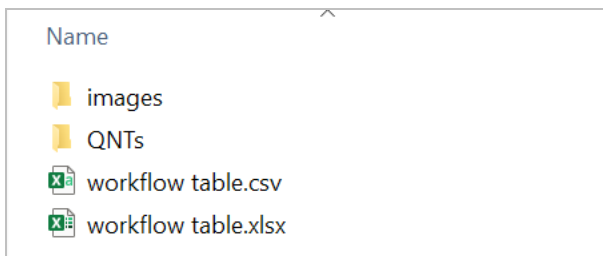 Name
images
QNTs
workflow table.csv
workflow table.xlsx